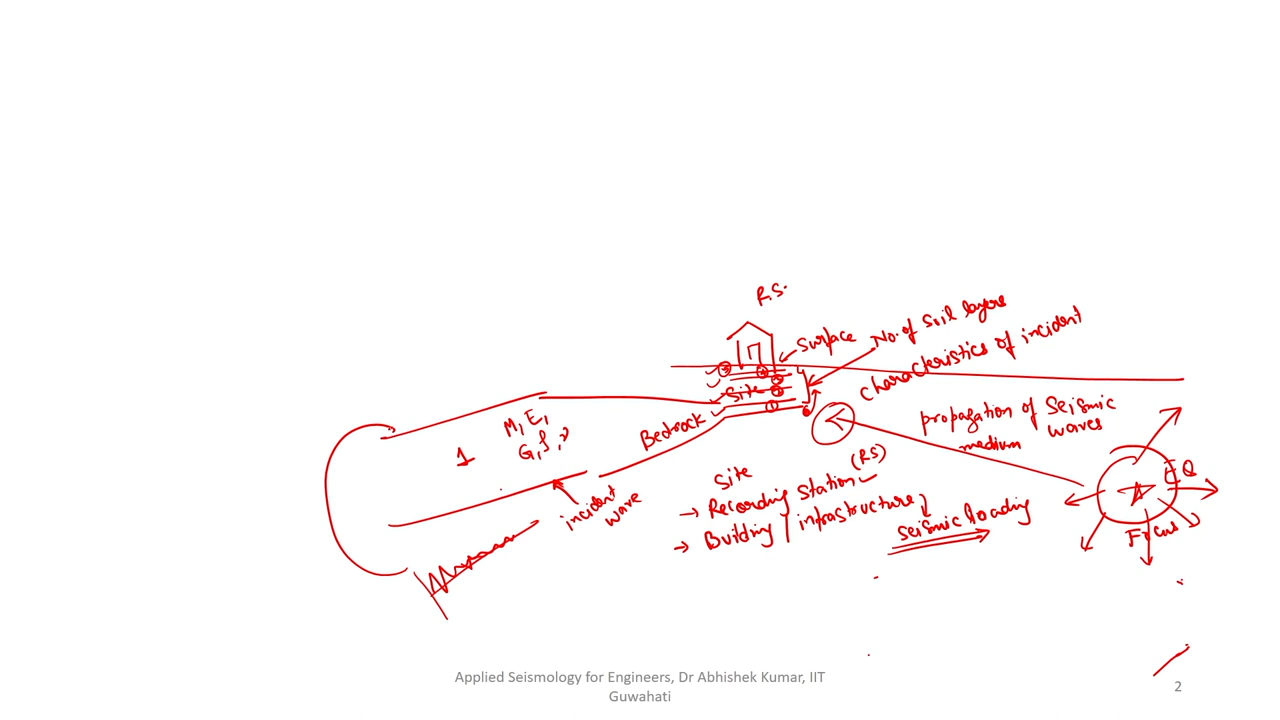 R.S.
Surface
No. of soil layers
characteristics of incident
Site
Bedrock
propagation of seismic
waves
medium
1
M, E,
G, ρ, ν
incident
wave
EQ
Focus
Site
→ Recording Station (RS)
→ Building / infrastructure
seismic loading
Applied Seismology for Engineers, Dr Abhishek Kumar, IIT
Guwahati
2